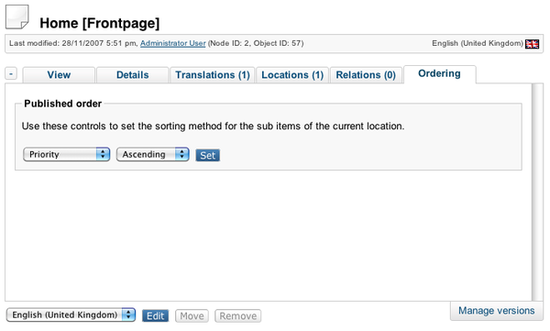 Home [Frontpage]
Last modified: 28/11/2007 5:51 pm, Administrator User (Node ID: 2, Object ID: 57) English (United Kingdom)
- View Details Translations (1) Locations (1) Relations (0) Ordering
Published order
Use these controls to set the sorting method for the sub items of the current location.
Priority Ascending Set
English (United Kingdom) Edit Move Remove Manage versions